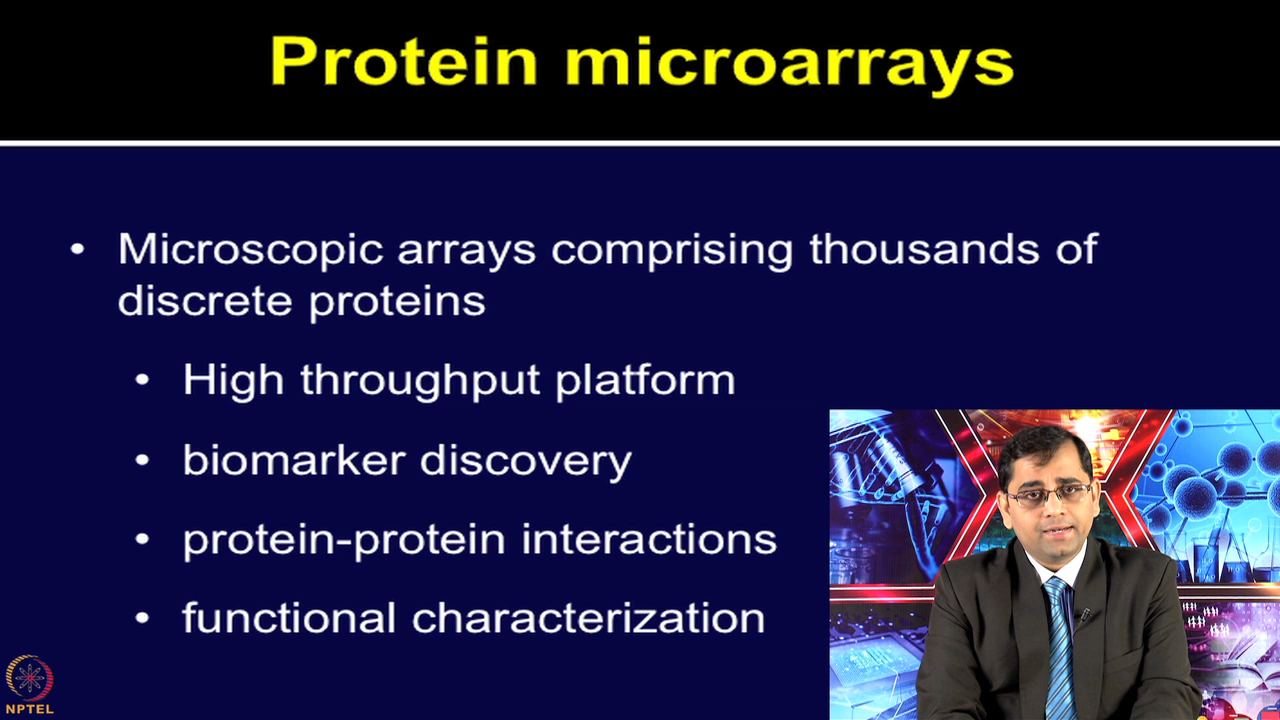 Protein microarrays
• Microscopic arrays comprising thousands of
discrete proteins
• High throughput platform
• biomarker discovery
• protein-protein interactions
• functional characterization
NPTEL